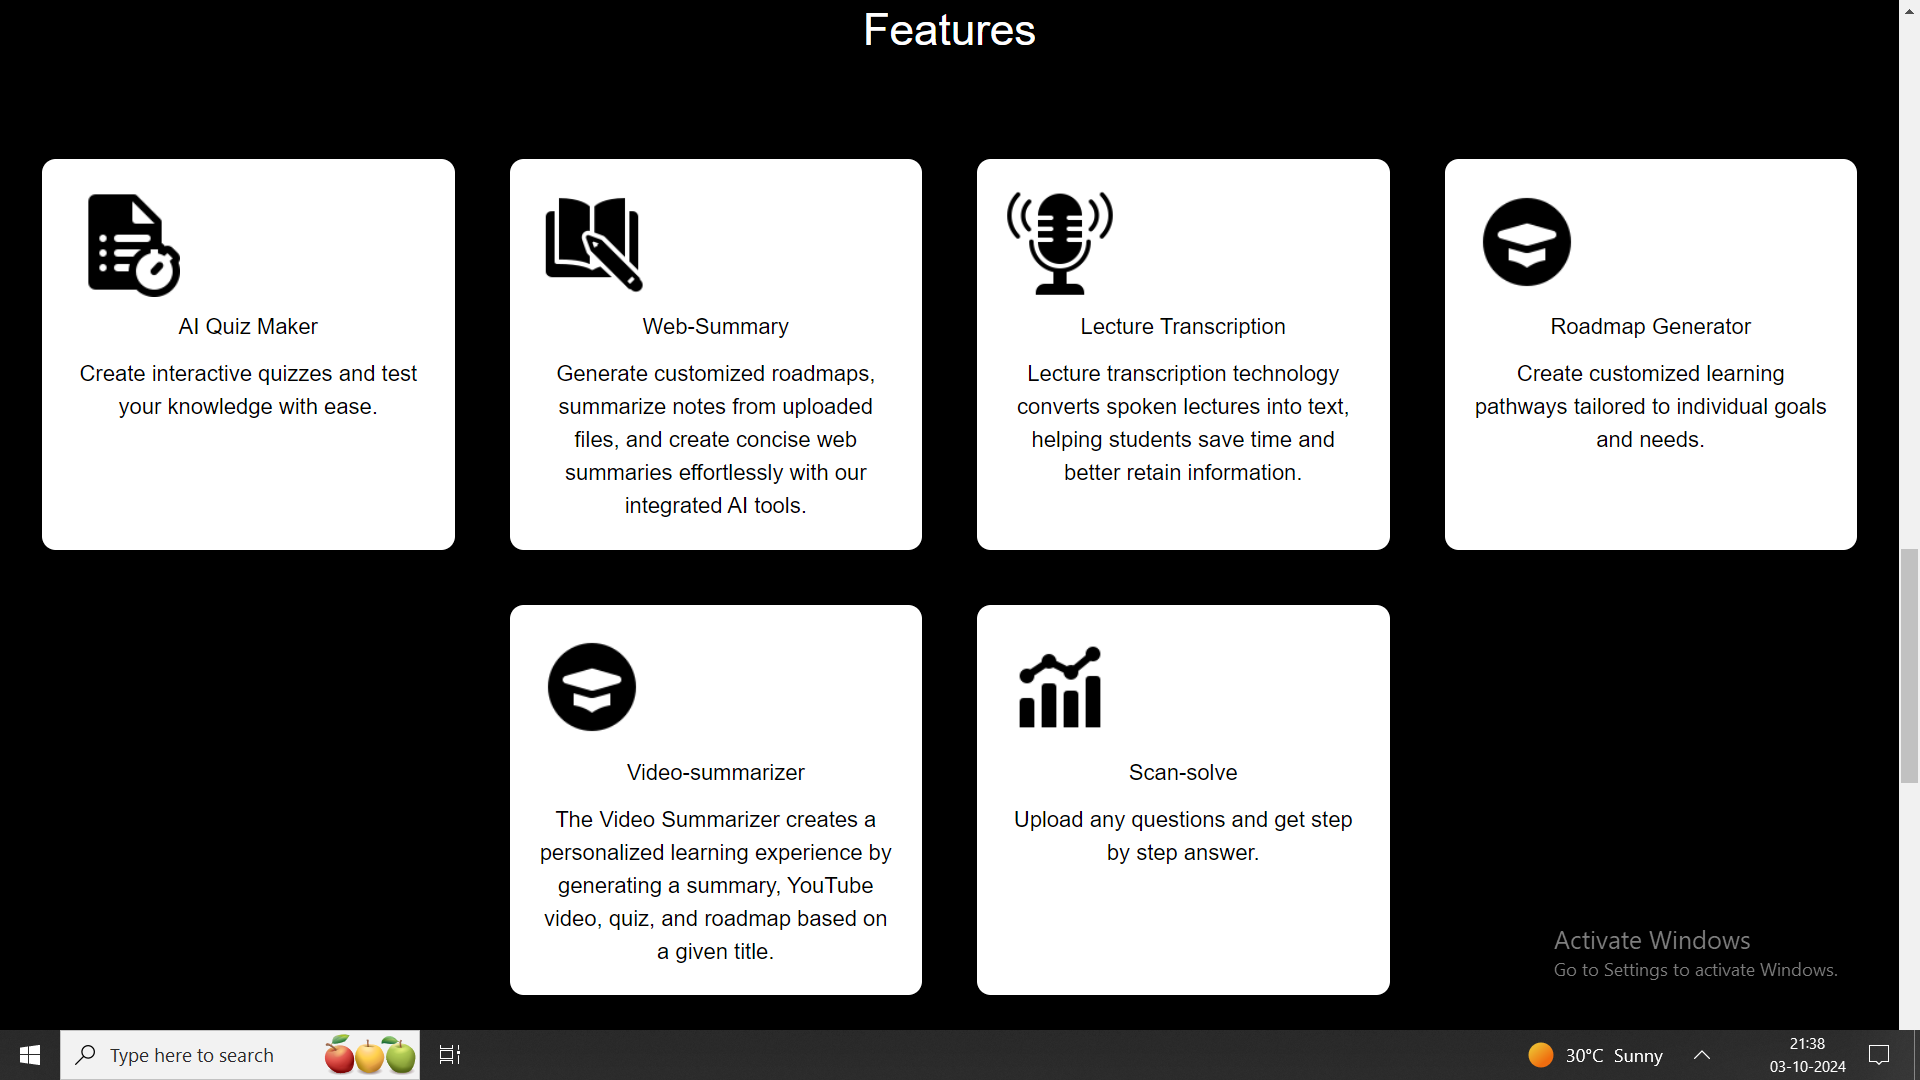 Features
AI Quiz Maker
Create interactive quizzes and test
your knowledge with ease.
Web-Summary
Generate customized roadmaps,
summarize notes from uploaded
files, and create concise web
summaries effortlessly with our
integrated AI tools.
Lecture Transcription
Lecture transcription technology
converts spoken lectures into text,
helping students save time and
better retain information.
Roadmap Generator
Create customized learning
pathways tailored to individual goals
and needs.
Video-summarizer
The Video Summarizer creates a
personalized learning experience by
generating a summary, YouTube
video, quiz, and roadmap based on
a given title.
Scan-solve
Upload any questions and get step
by step answer.
Activate Windows
Go to Settings to activate Windows.
Type here to search
30°C Sunny
21:38
03-10-2024